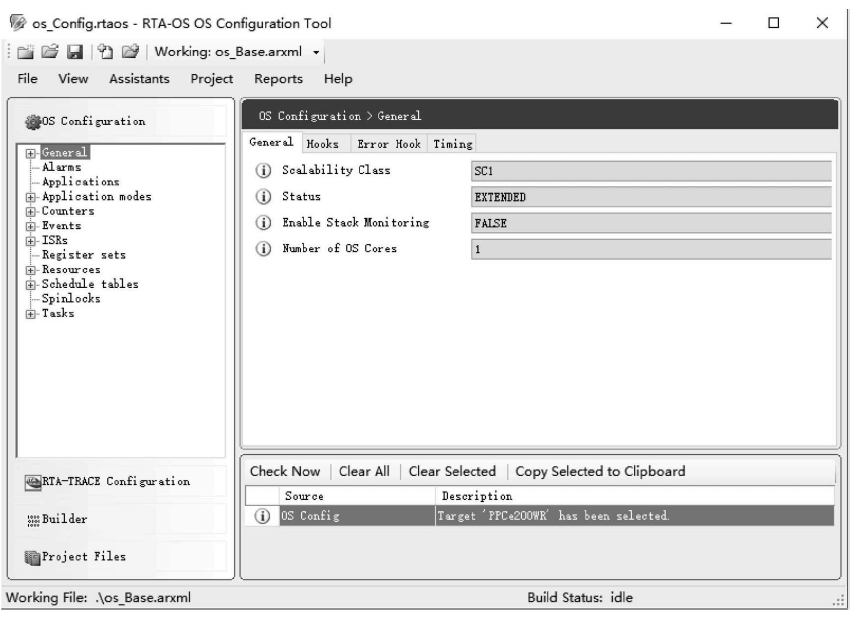 os_Config.rtaos - RTA-OS OS Configuration Tool
Working: os_Base.arxml
File View Assistants Project Reports Help
OS Configuration
General
Alarms
Applications
Application modes
Counters
Events
ISRs
Register sets
Resources
Schedule tables
Spinlocks
Tasks
RTA-TRACE Configuration
Builder
Project Files
OS Configuration > General
General Hooks Error Hook Timing
Scalability Class SC1
Status EXTENDED
Enable Stack Monitoring FALSE
Number of OS Cores 1
Check Now Clear All Clear Selected Copy Selected to Clipboard
Source Description
OS Config Target 'PPCe200WR' has been selected.
Working File: .\os_Base.arxml Build Status: idle